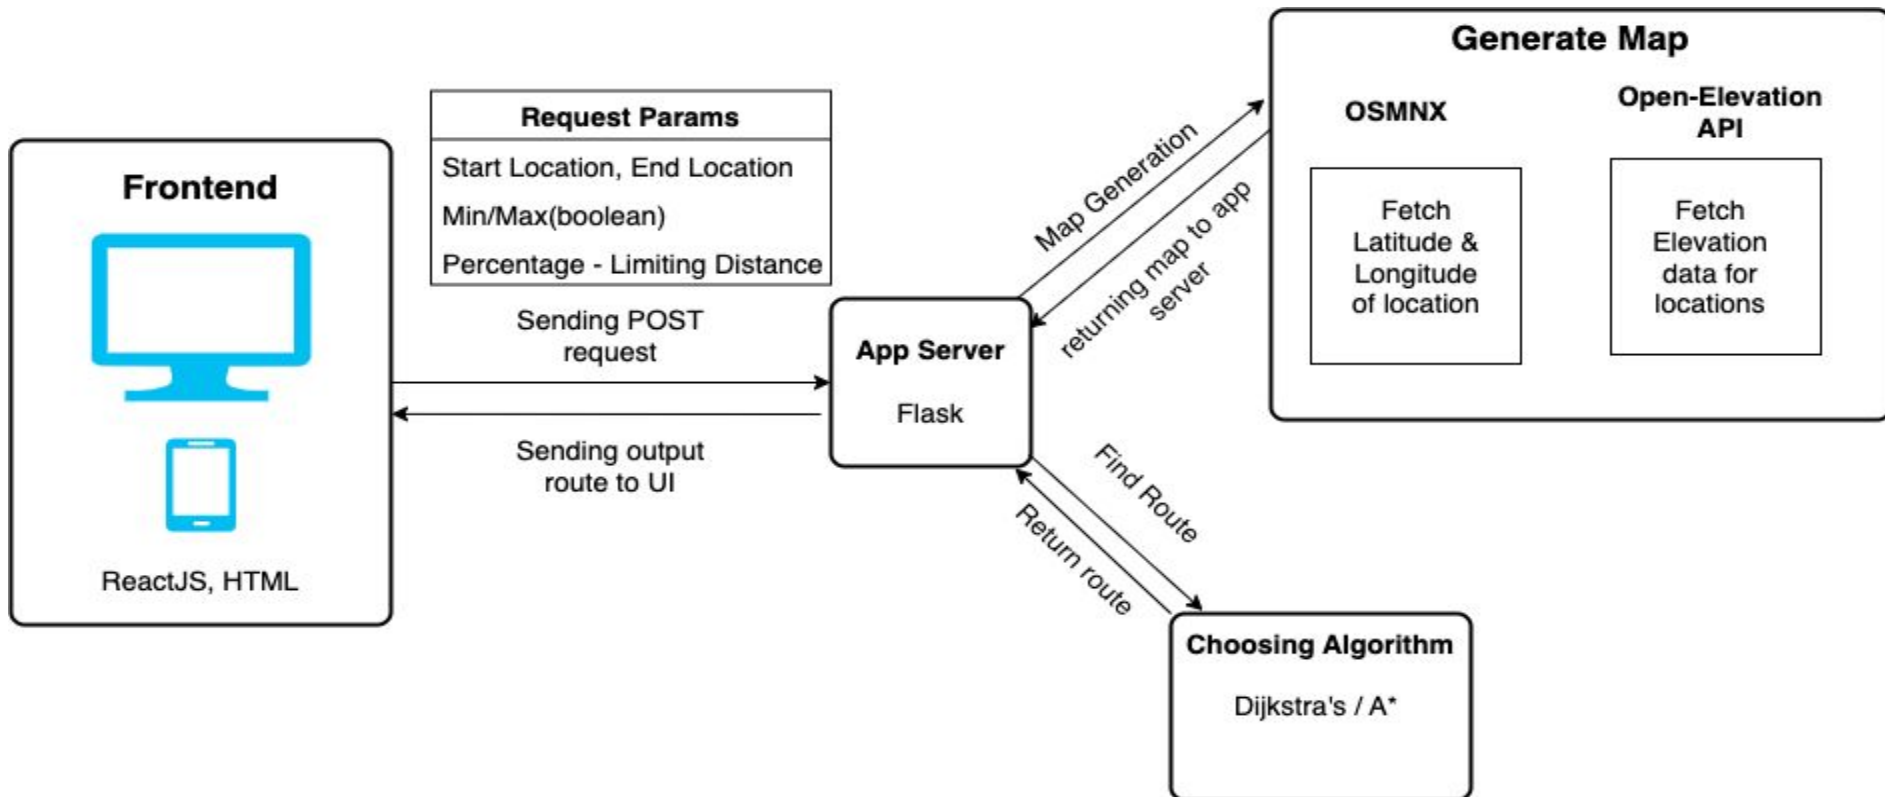 Generate Map
OSMNX
Open-Elevation
API
Fetch
Latitude &
Longitude
of location
Fetch
Elevation
data for
locations
Request Params
Start Location, End Location
Min/Max(boolean)
Percentage - Limiting Distance
Frontend
ReactJS, HTML
Sending POST
request
Sending output
route to UI
App Server
Flask
Map Generation
returning map to app
server
Find Route
Return route
Choosing Algorithm
Dijkstra's / A*